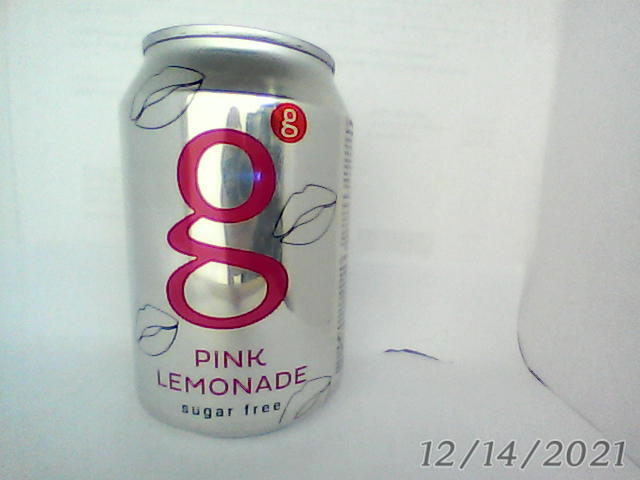 g
g
PINK
LEMONADE
sugar free
12/14/2021